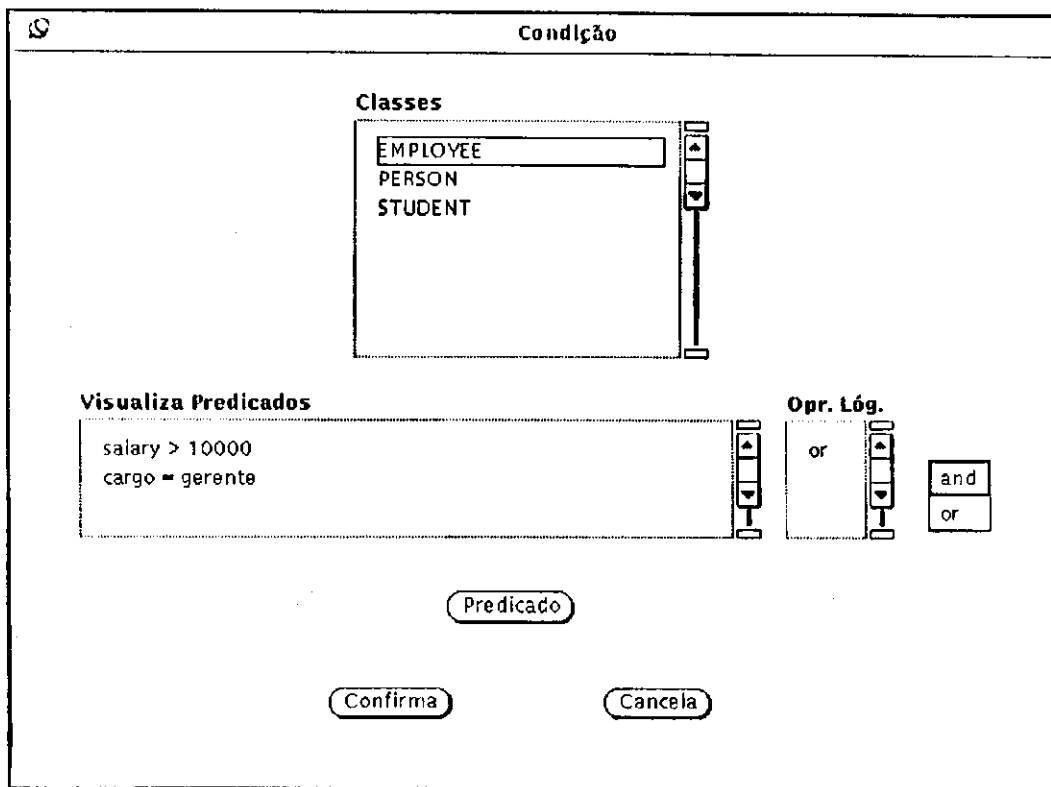 Condição
Classes
EMPLOYEE
PERSON
STUDENT
Visualiza Predicados
Opr. Lóg.
salary > 10000
or
cargo = gerente
and
or
Predicado
Confirma
Cancela